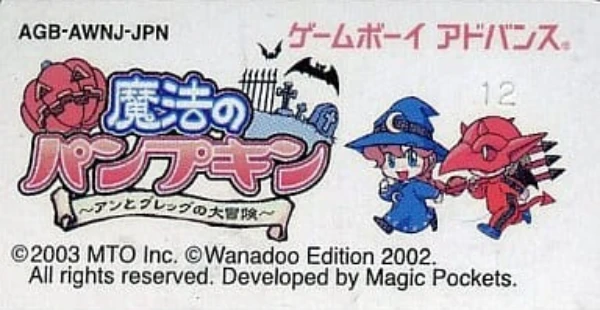 AGB-AWNJ-JPN
ゲームボーイ アドバンス
12
魔法の
パンプキン
～アンとグレッグの大冒険～
©2003 MTO Inc. ©Wanadoo Edition 2002.
All rights reserved. Developed by Magic Pockets.